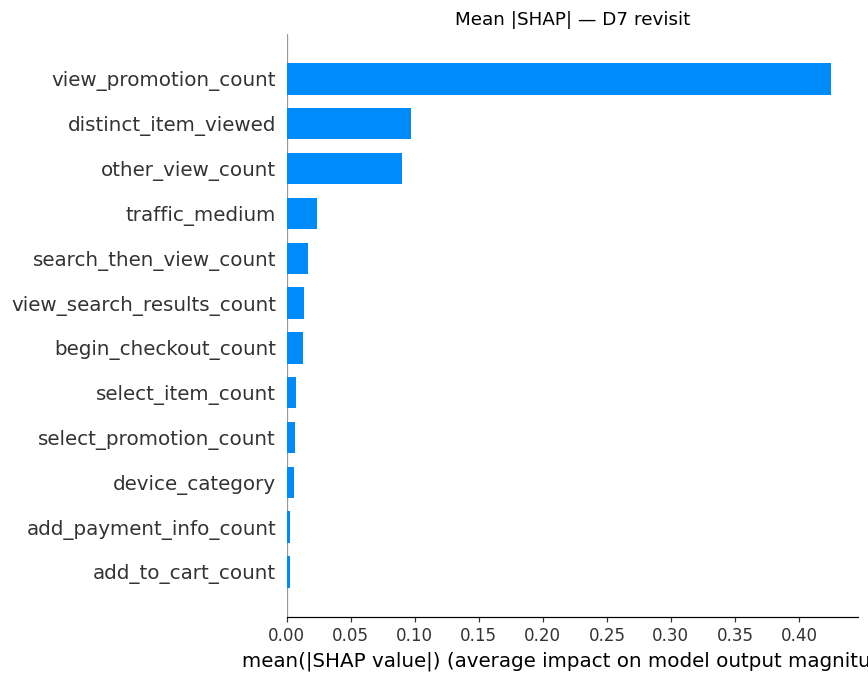 Mean |SHAP| — D7 revisit
view_promotion_count
distinct_item_viewed
other_view_count
traffic_medium
search_then_view_count
view_search_results_count
begin_checkout_count
select_item_count
select_promotion_count
device_category
add_payment_info_count
add_to_cart_count
0.00 0.05 0.10 0.15 0.20 0.25 0.30 0.35 0.40
mean(|SHAP value|) (average impact on model output magnitu